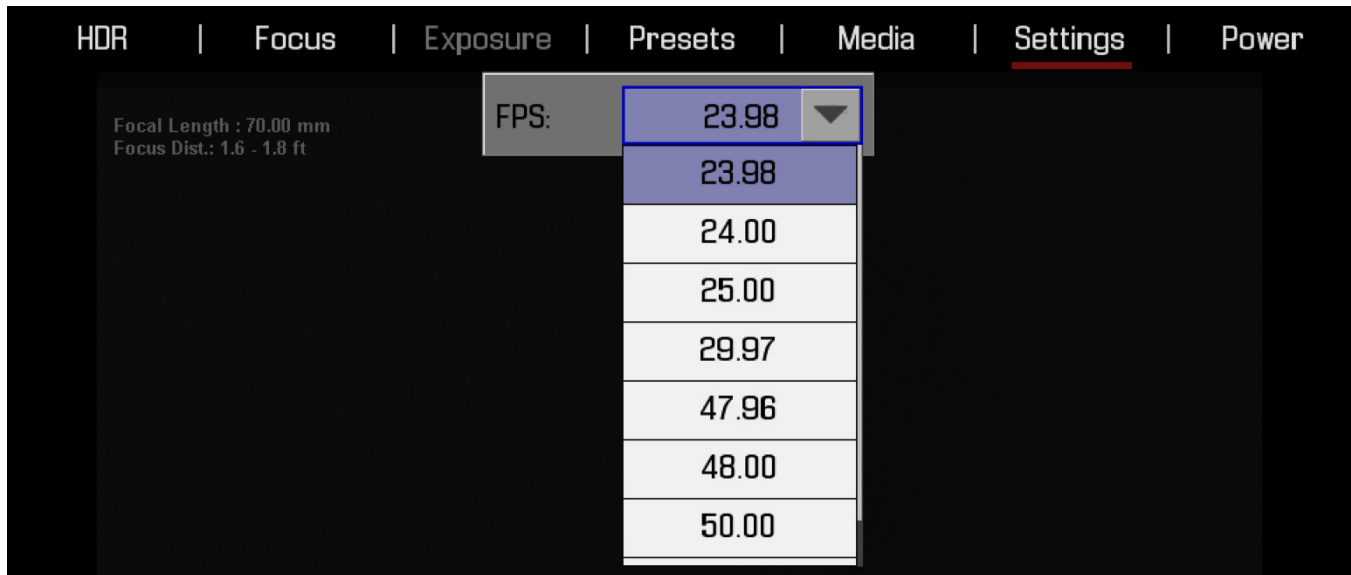 HDR | Focus | Exposure | Presets | Media | Settings | Power
Focal Length : 70.00 mm
Focus Dist.: 1.6 - 1.8 ft
FPS: 23.98
23.98
24.00
25.00
29.97
47.96
48.00
50.00